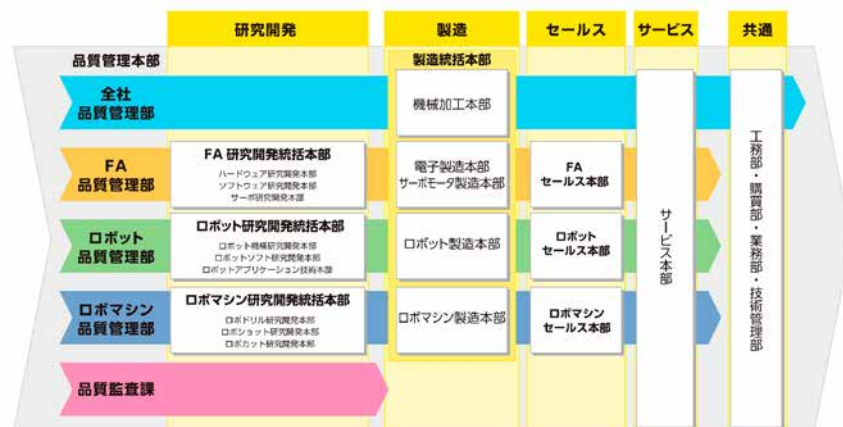 研究開発
製造
セールス
サービス
共通
品質管理本部
製造統括本部
全社
品質管理部
機械加工本部
FA
品質管理部
FA 研究開発統括本部
ハードウェア研究開発本部
ソフトウェア研究開発本部
サーボ研究開発本部
電子製造本部
サーボモータ製造本部
FA
セールス本部
ロボット
品質管理部
ロボット研究開発統括本部
ロボット機構研究開発本部
ロボットソフト研究開発本部
ロボットアプリケーション技術本部
ロボット製造本部
ロボット
セールス本部
ロボマシン
品質管理部
ロボマシン研究開発統括本部
ロボドリル研究開発本部
ロボショット研究開発本部
ロボカット研究開発本部
ロボマシン製造本部
ロボマシン
セールス本部
品質監査課
サービス本部
工務部・購買部・業務部・技術管理部